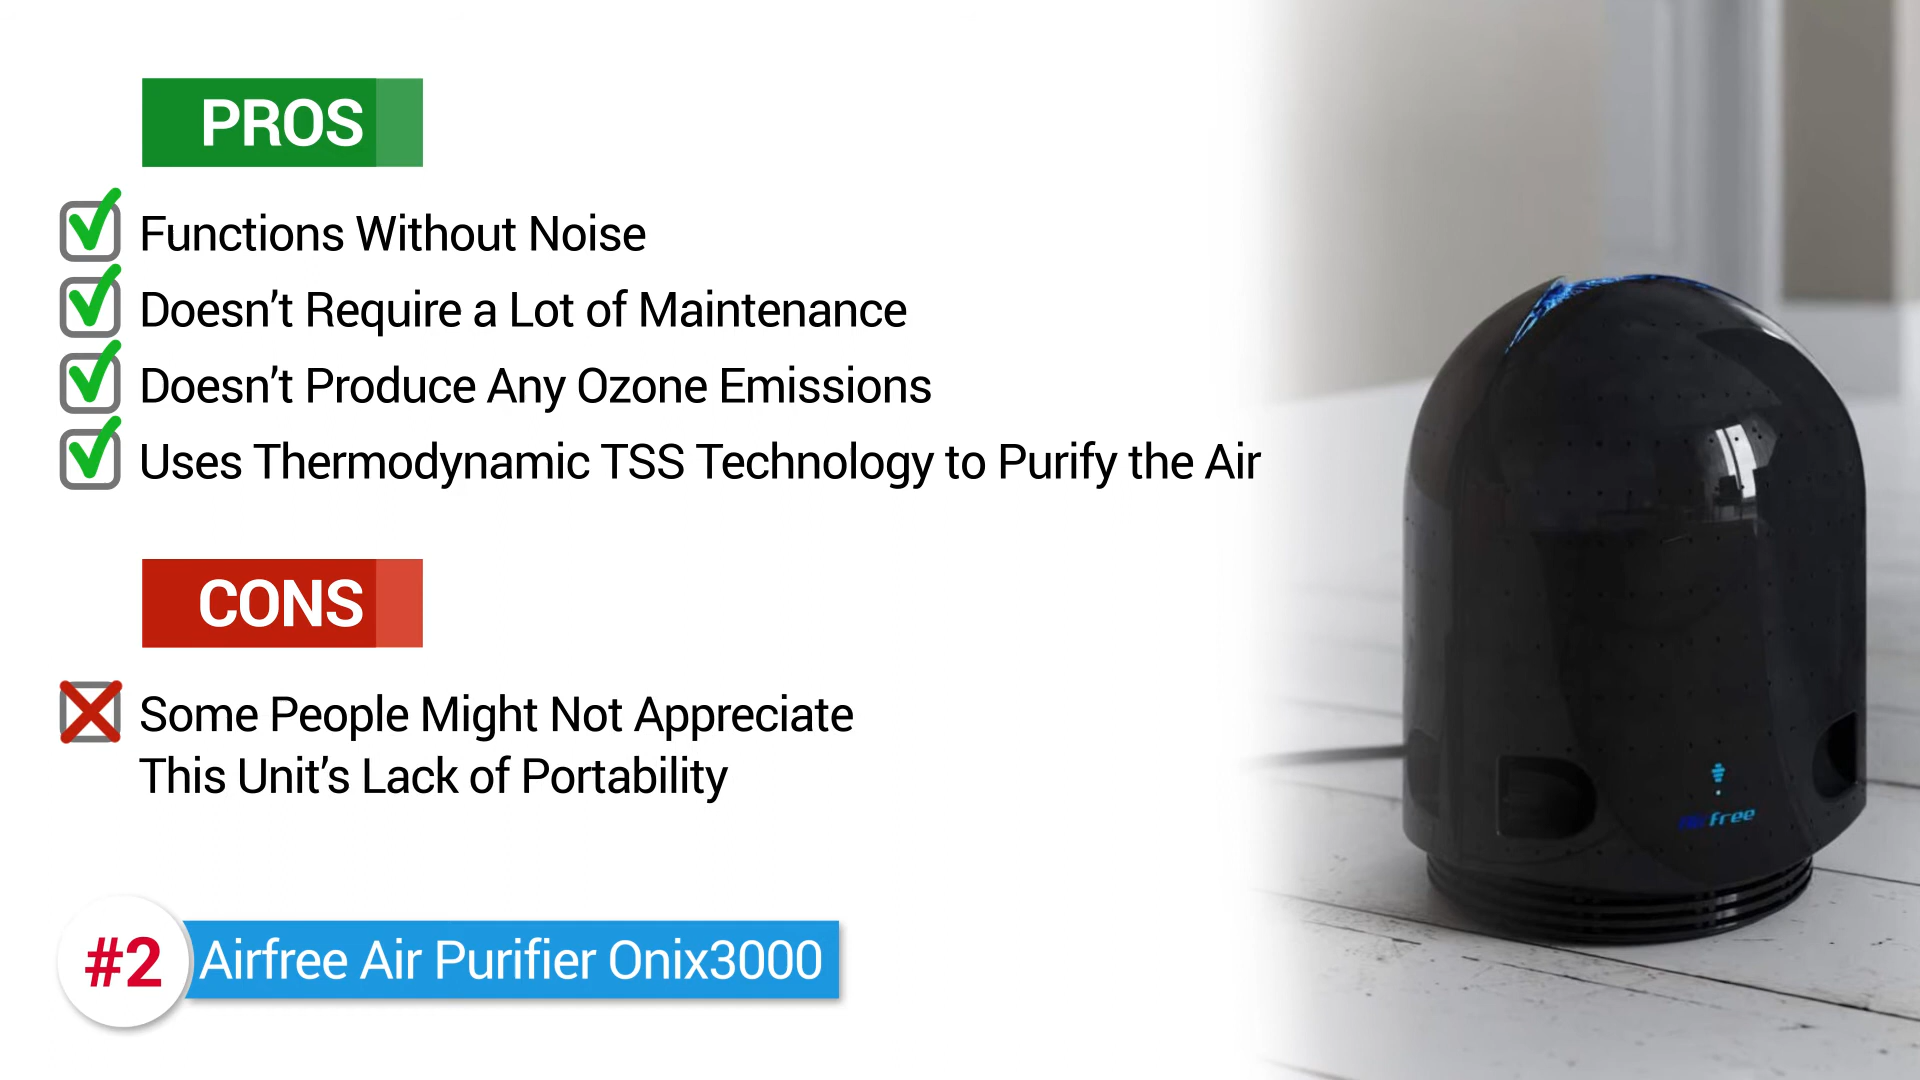 PROS
Functions Without Noise
Doesn’t Require a Lot of Maintenance
Doesn’t Produce Any Ozone Emissions
Uses Thermodynamic TSS Technology to Purify the Air
CONS
Some People Might Not Appreciate
This Unit’s Lack of Portability
#2 Airfree Air Purifier Onix3000
Airfree